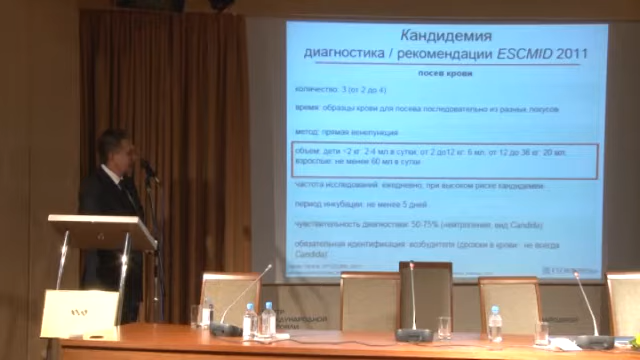 Кандидемия
диагностика / рекомендации ESCMID 2011
посев крови
количество: 3 (от 2 до 4)
время: образцы крови для посева последовательно из разных локусов
метод: прямая венепункция
объем: дети <2 кг: 2-4 мл в сутки, от 2 до12 кг: 6 мл, от 12 до 36 кг: 20 мл,
взрослые: не менее 60 мл в сутки
частота исследований: ежедневно, при высоком риске кандидемии
период инкубации: не менее 5 дней
чувствительность диагностики: 50-75% (нейтропения, вид Candida)
обязательная идентификация возбудителя (дрожжи в крови - не всегда
Candida)